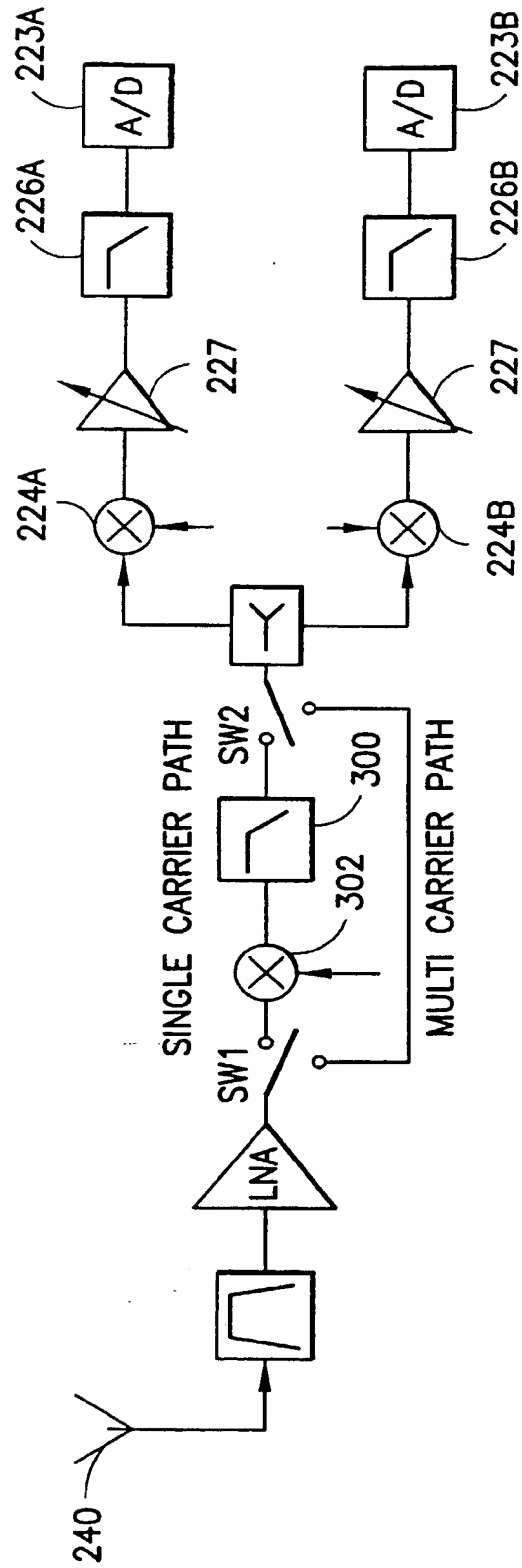 240
LNA
SW1
SINGLE CARRIER PATH
302
300
SW2
MULTI CARRIER PATH
224A
227
226A
A/D
223A
224B
227
226B
A/D
223B